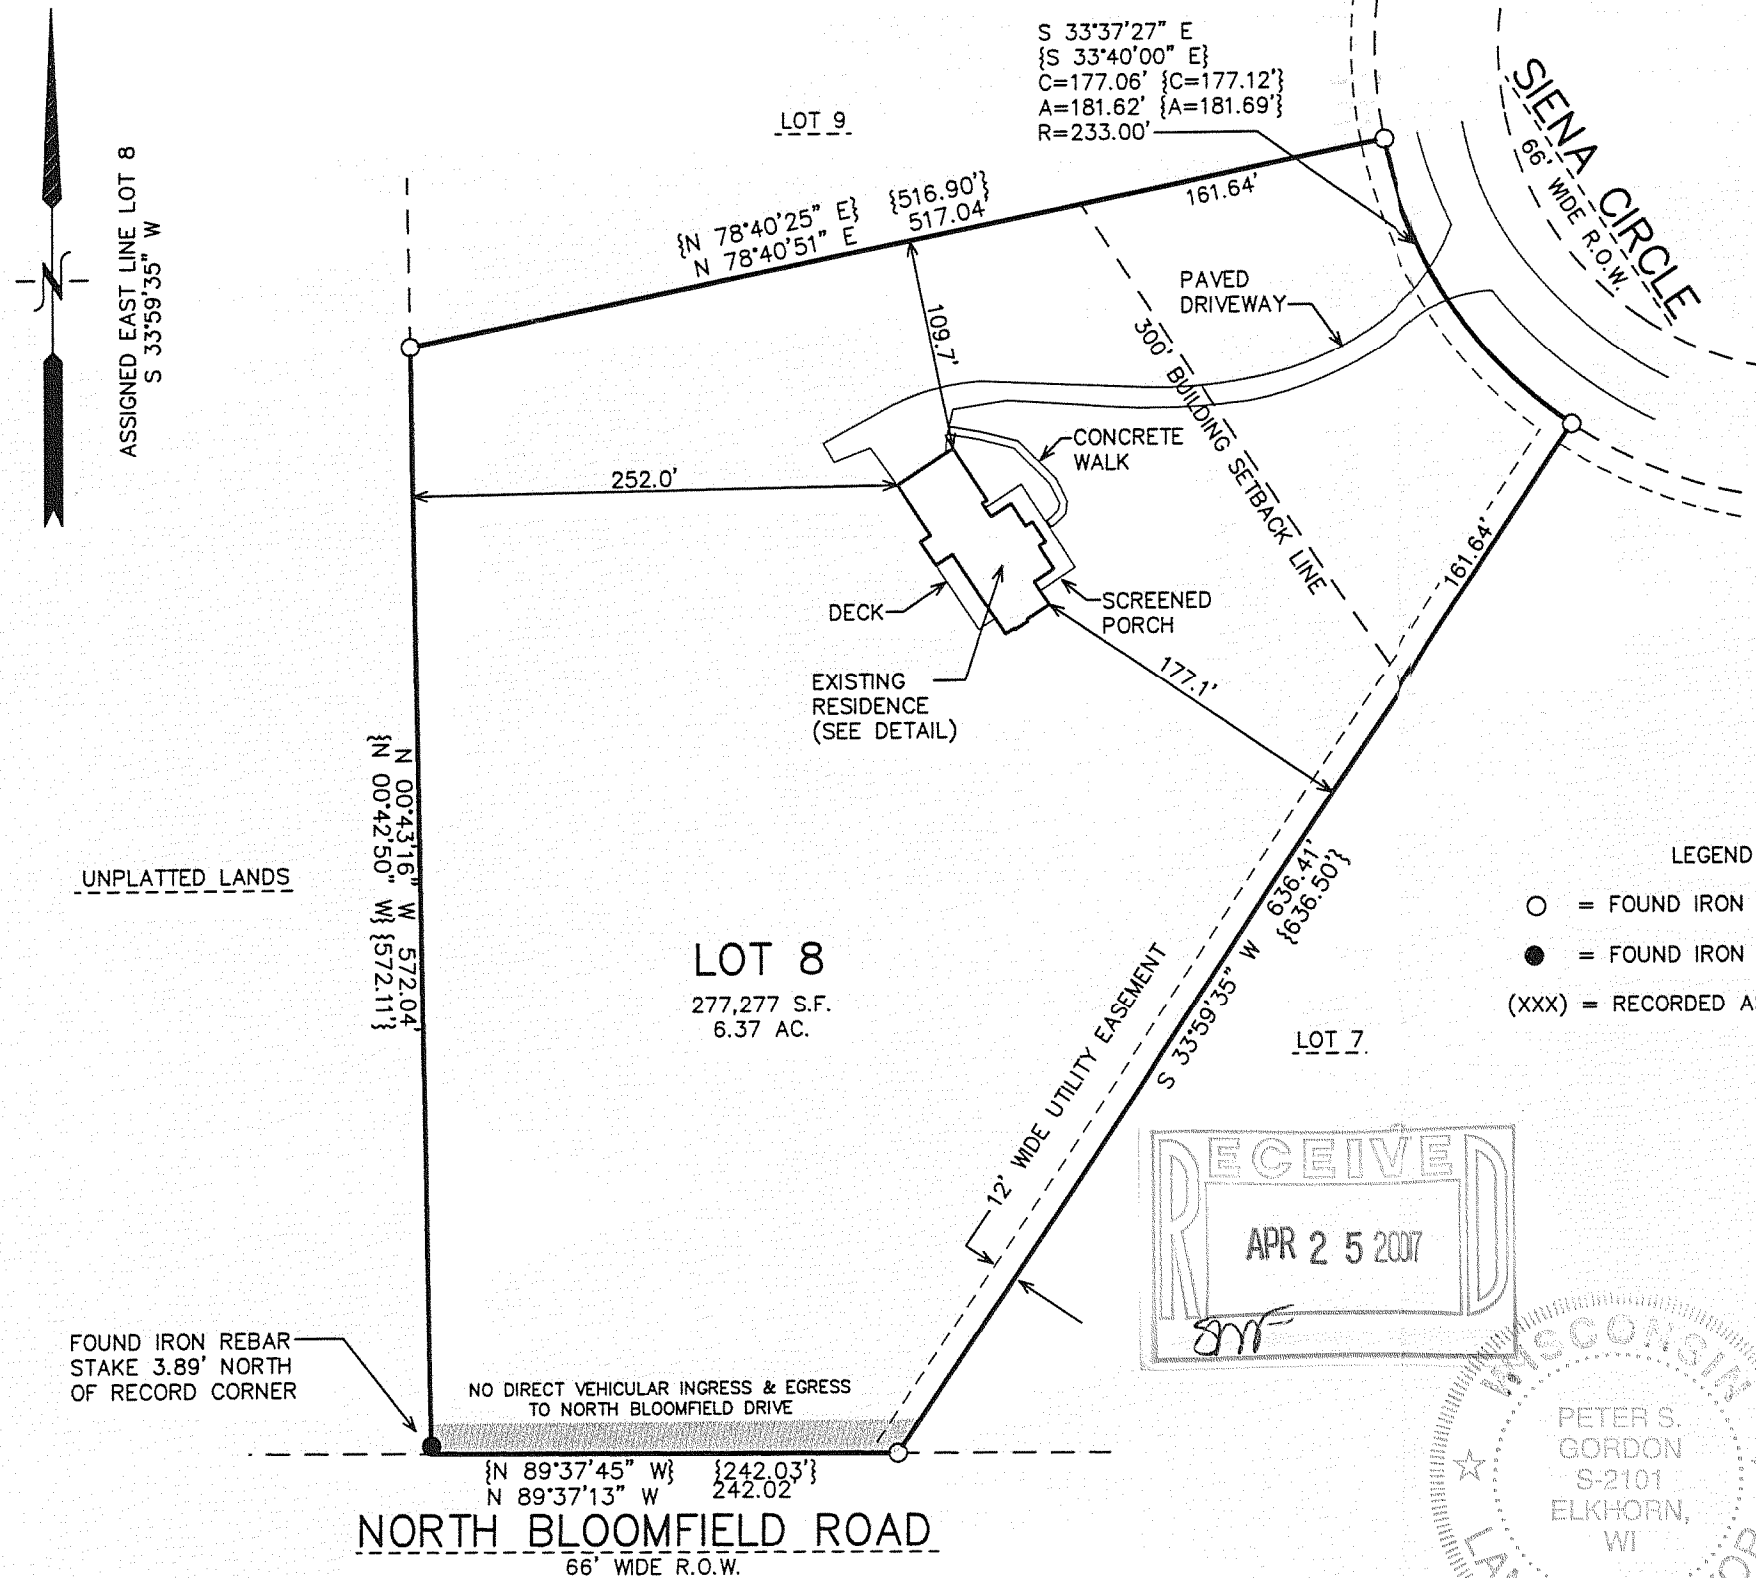 S 33°37'27" E
{S 33°40'00" E}
C=177.06' {C=177.12'}
A=181.62' {A=181.69'}
R=233.00'
SIENA CIRCLE
66' WIDE R.O.W.
LOT 9
ASSIGNED EAST LINE LOT 8
S 33°59'35" W
N
{N 78°40'25" E} {516.90'}
N 78°40'51" E 517.04'
161.64'
PAVED
DRIVEWAY
109.7'
300' BUILDING SETBACK LINE
CONCRETE
WALK
252.0'
161.64'
DECK
SCREENED
PORCH
177.1'
EXISTING
RESIDENCE
(SEE DETAIL)
N 00°43'16" W 572.04'
{N 00°42'50" W} {572.11'}
UNPLATTED LANDS
S 33°59'35" W 636.41'
{636.50'}
LEGEND
= FOUND IRON
= FOUND IRON
(XXX) = RECORDED
LOT 8
277,277 S.F.
6.37 AC.
12' WIDE UTILITY EASEMENT
LOT 7
RECEIVED
APR 25 2007
FOUND IRON REBAR
STAKE 3.89' NORTH
OF RECORD CORNER
NO DIRECT VEHICULAR INGRESS & EGRESS
TO NORTH BLOOMFIELD DRIVE
{N 89°37'45" W} {242.03'}
N 89°37'13" W 242.02'
NORTH BLOOMFIELD ROAD
66' WIDE R.O.W.
WISCONSIN
PETER S.
GORDON
S-2101
ELKHORN,
WI